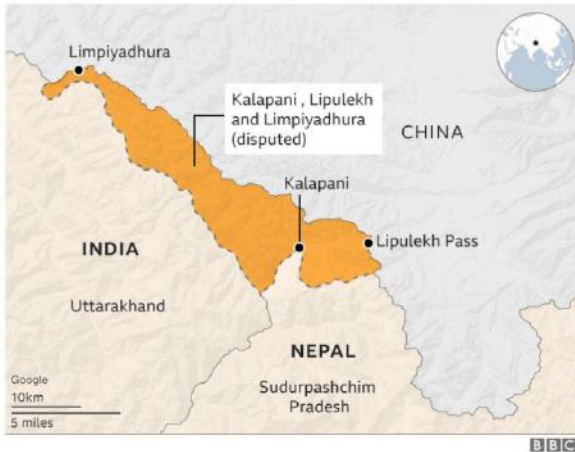 Limpiyadhura
Kalapani , Lipulekh
and Limpiyadhura
(disputed)
CHINA
Kalapani
Lipulekh Pass
INDIA
Uttarakhand
NEPAL
Sudurpashchim
Pradesh
Google
10km
5 miles
BBC